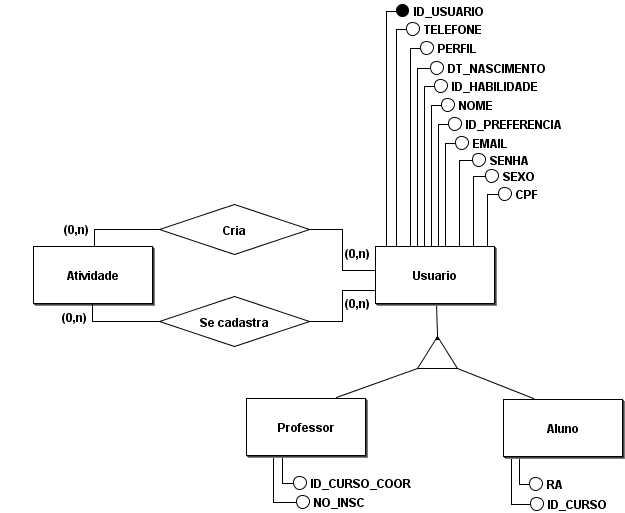 ID_USUARIO
TELEFONE
PERFIL
DT_NASCIMENTO
ID_HABILIDADE
NOME
ID_PREFERENCIA
EMAIL
SENHA
SEXO
CPF
(0,n)
Cria
(0,n)
Atividade
Usuario
(0,n)
Se cadastra
(0,n)
Professor
Aluno
ID_CURSO_COOR
NO_INSC
RA
ID_CURSO